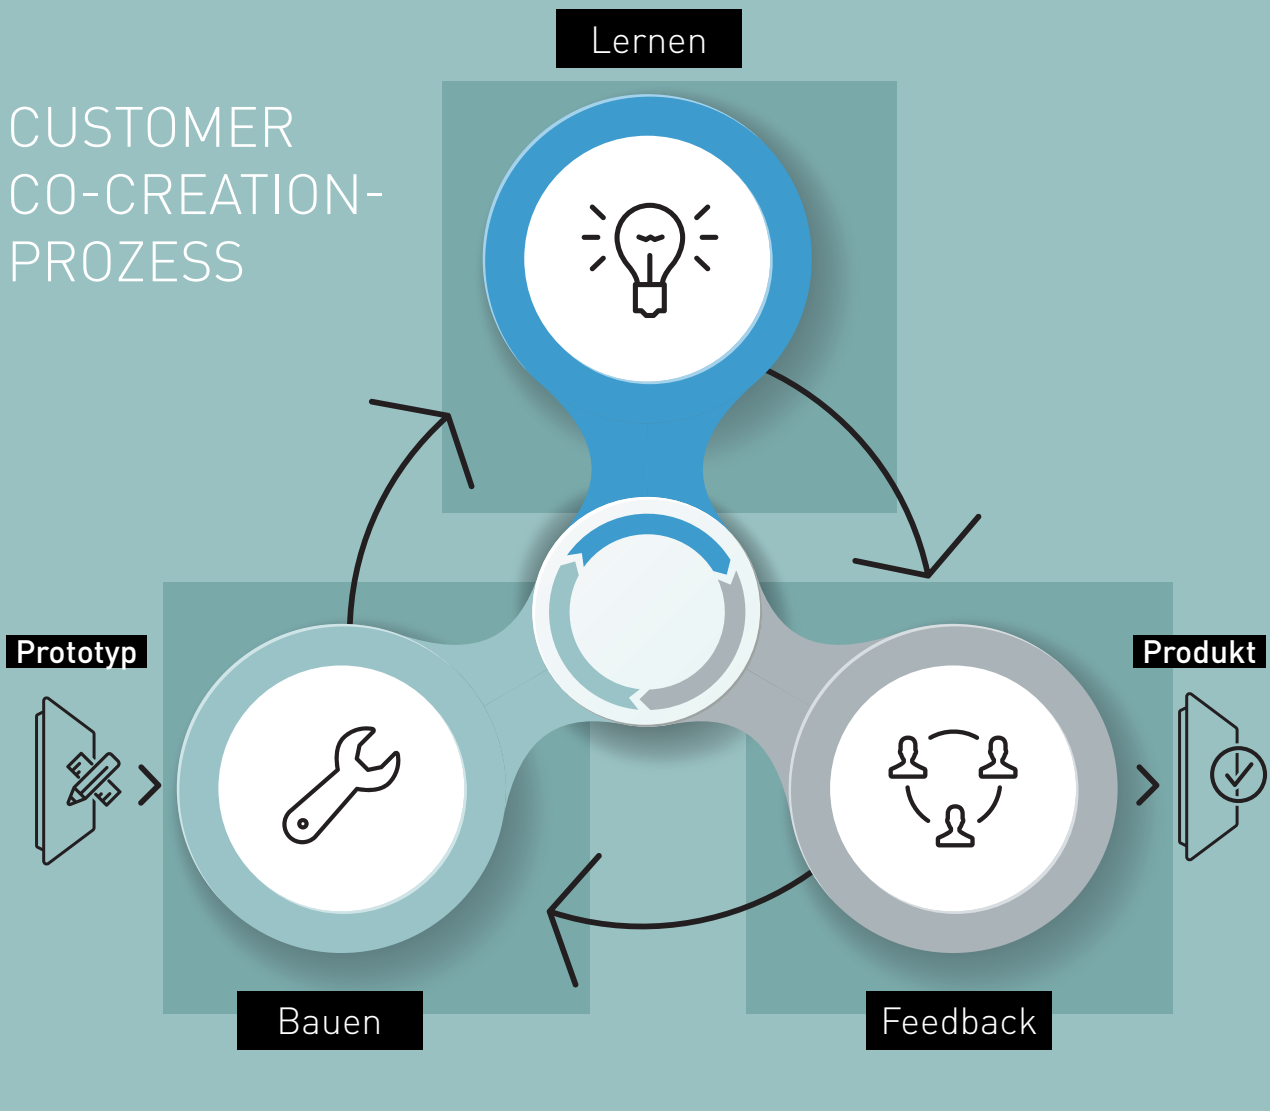 Lernen
CUSTOMER
CO-CREATION-
PROZESS
Prototyp
Produkt
Bauen
Feedback